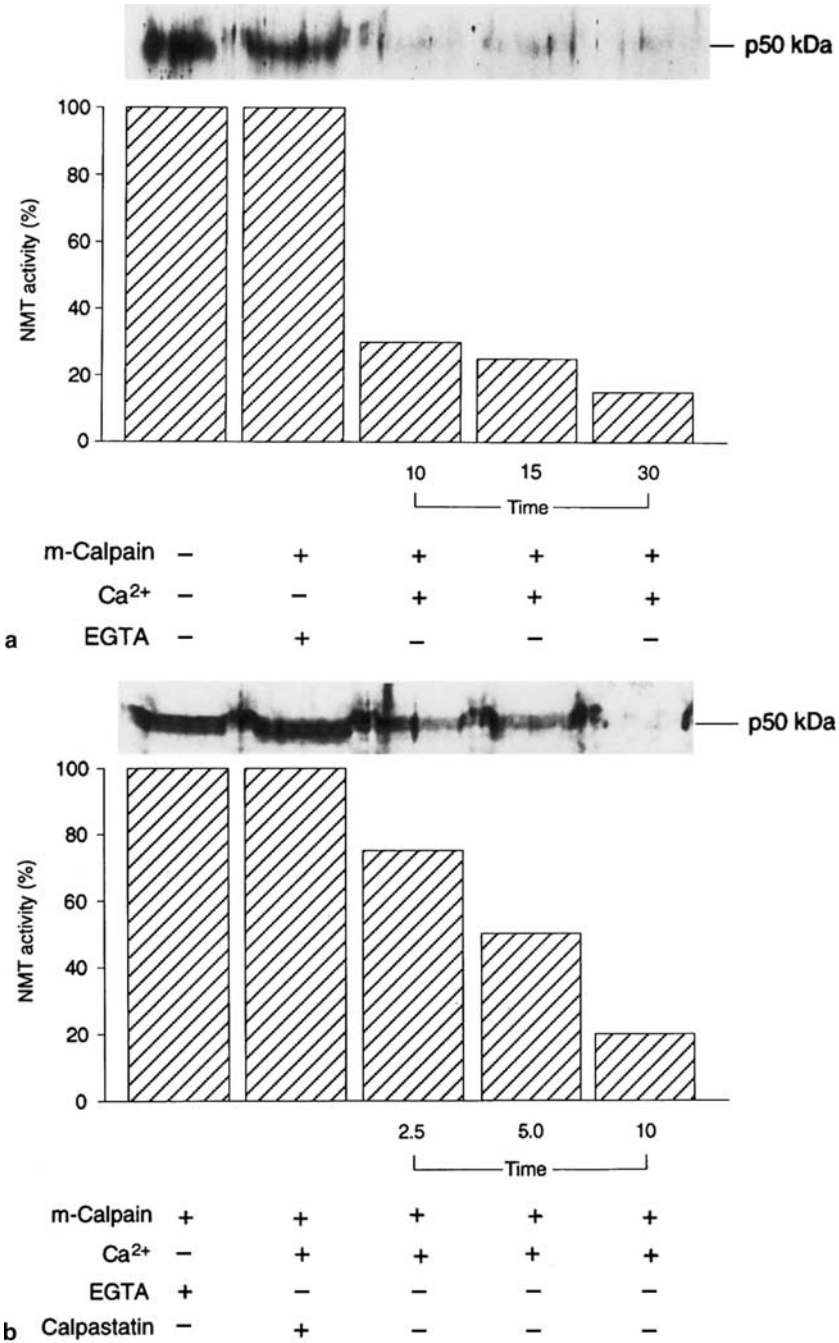 p50 kDa
100
80
60
40
20
0
NMT activity (%)
10 15 30
Time
m-Calpain − + + + +
Ca2+ − − + + +
EGTA − + − − −
a
p50 kDa
100
80
60
40
20
0
NMT activity (%)
2.5 5.0 10
Time
m-Calpain + + + + +
Ca2+ − + + + +
EGTA + − − − −
b Calpastatin − + − − −